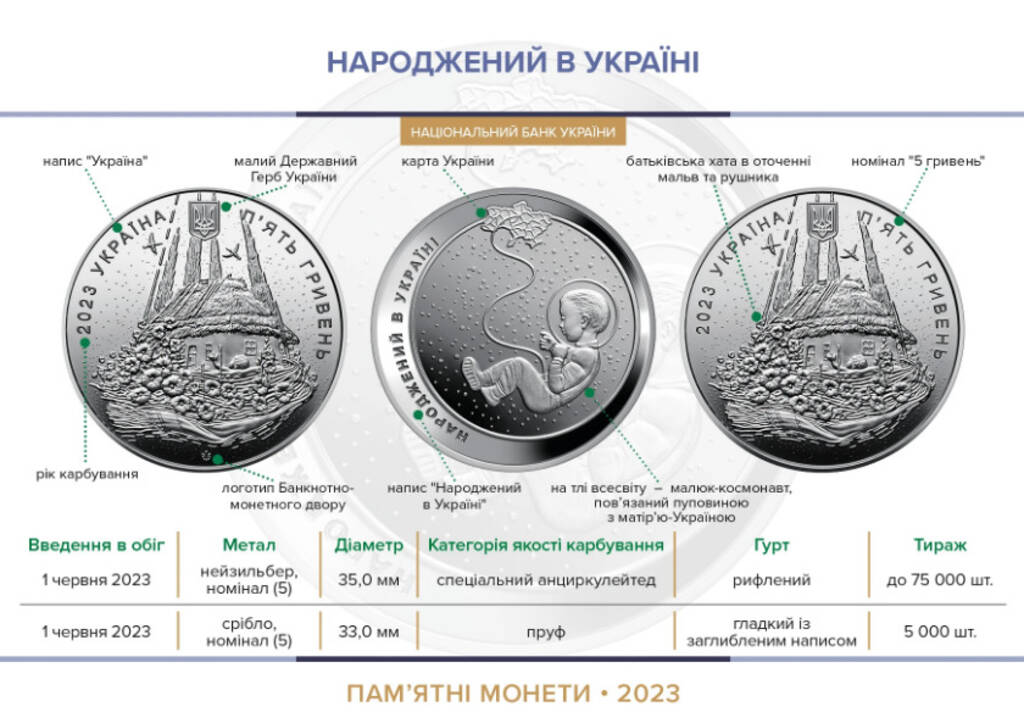 НАРОДЖЕНИЙ В УКРАЇНІ
НАЦІОНАЛЬНИЙ БАНК УКРАЇНИ
напис "Україна"
малий Державний
Герб України
карта України
батьківська хата в оточенні
мальв та рушника
номінал "5 гривень"
2023 УКРАЇНА
П'ЯТЬ ГРИВЕНЬ
НАРОДЖЕНИЙ В УКРАЇНІ
2023 УКРАЇНА
П'ЯТЬ ГРИВЕНЬ
рік карбування
логотип Банкнотно-
монетного двору
напис "Народжений
в Україні"
на тлі всесвіту – малюк-космонавт,
пов'язаний пуповиною
з матір'ю-Україною
Введення в обіг
Метал
Діаметр
Категорія якості карбування
Гурт
Тираж
1 червня 2023
нейзильбер,
номінал (5)
35,0 мм
спеціальний анциркулейтед
рифлений
до 75 000 шт.
1 червня 2023
срібло,
номінал (5)
33,0 мм
пруф
гладкий із
заглибленим написом
5 000 шт.
ПАМ'ЯТНІ МОНЕТИ • 2023